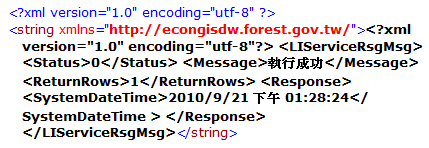 <?xml version="1.0" encoding="utf-8" ?>
<string xmlns="http://econgisdw.forest.gov.tw/"><?xml
version="1.0" encoding="utf-8"?> <LIServiceRsgMsg>
<Status>0</Status> <Message>執行成功</Message>
<ReturnRows>1</ReturnRows> <Response>
<SystemDateTime>2010/9/21 下午 01:28:24</
SystemDateTime > </Response>
</LIServiceRsgMsg></string>